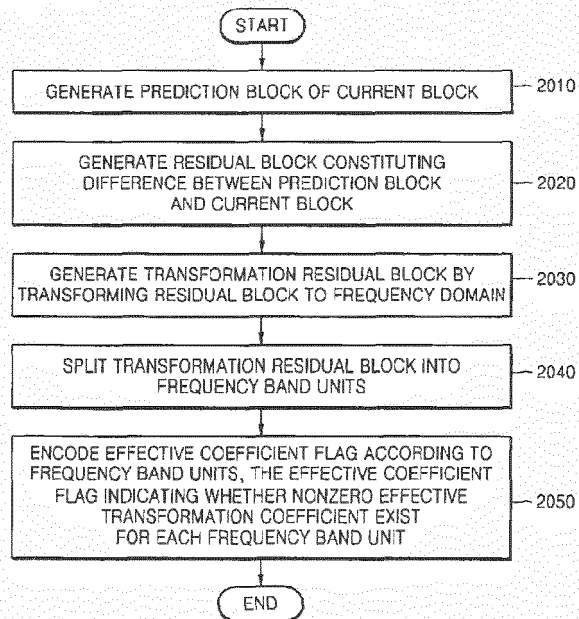 START
GENERATE PREDICTION BLOCK OF CURRENT BLOCK
2010
GENERATE RESIDUAL BLOCK CONSTITUTING
DIFFERENCE BETWEEN PREDICTION BLOCK
AND CURRENT BLOCK
2020
GENERATE TRANSFORMATION RESIDUAL BLOCK BY
TRANSFORMING RESIDUAL BLOCK TO FREQUENCY DOMAIN
2030
SPLIT TRANSFORMATION RESIDUAL BLOCK INTO
FREQUENCY BAND UNITS
2040
ENCODE EFFECTIVE COEFFICIENT FLAG ACCORDING TO
FREQUENCY BAND UNITS, THE EFFECTIVE COEFFICIENT
FLAG INDICATING WHETHER NONZERO EFFECTIVE
TRANSFORMATION COEFFICIENT EXIST
FOR EACH FREQUENCY BAND UNIT
2050
END